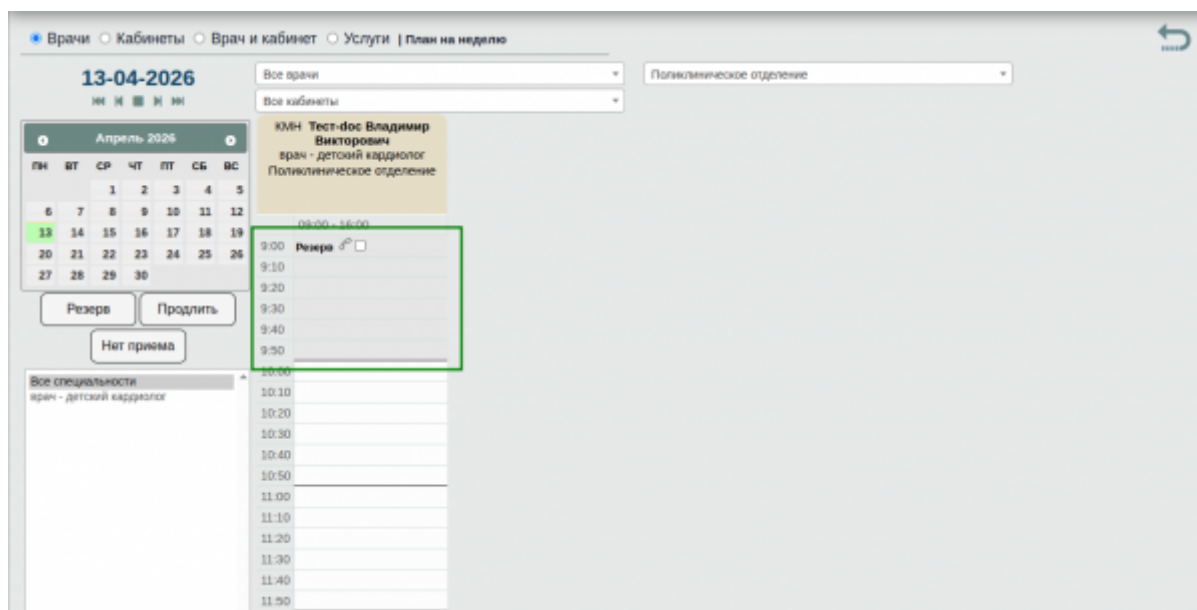 Врачи Кабинеты Врач и кабинет Услуги | План на неделю
13-04-2026
Все врачи
Поликлиническое отделение
Все кабинеты
Апрель 2026
ПН ВТ СР ЧТ ПТ СБ ВС
1 2 3 4 5
6 7 8 9 10 11 12
13 14 15 16 17 18 19
20 21 22 23 24 25 26
27 28 29 30
Резерв Продлить
Нет приема
Все специальности
врач - детский кардиолог
КМН Тест-doc Владимир
Викторович
врач - детский кардиолог
Поликлиническое отделение
09:00 - 16:00
9:00 Резерв
9:10
9:20
9:30
9:40
9:50
10:00
10:10
10:20
10:30
10:40
10:50
11:00
11:10
11:20
11:30
11:40
11:50